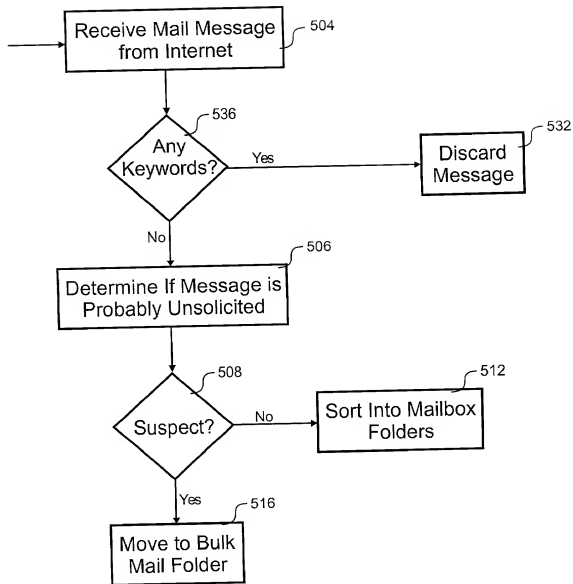 Receive Mail Message
from Internet
504
536
Any
Keywords?
Yes
Discard
Message
532
No
506
Determine If Message is
Probably Unsolicited
508
Suspect?
No
512
Sort Into Mailbox
Folders
Yes
516
Move to Bulk
Mail Folder